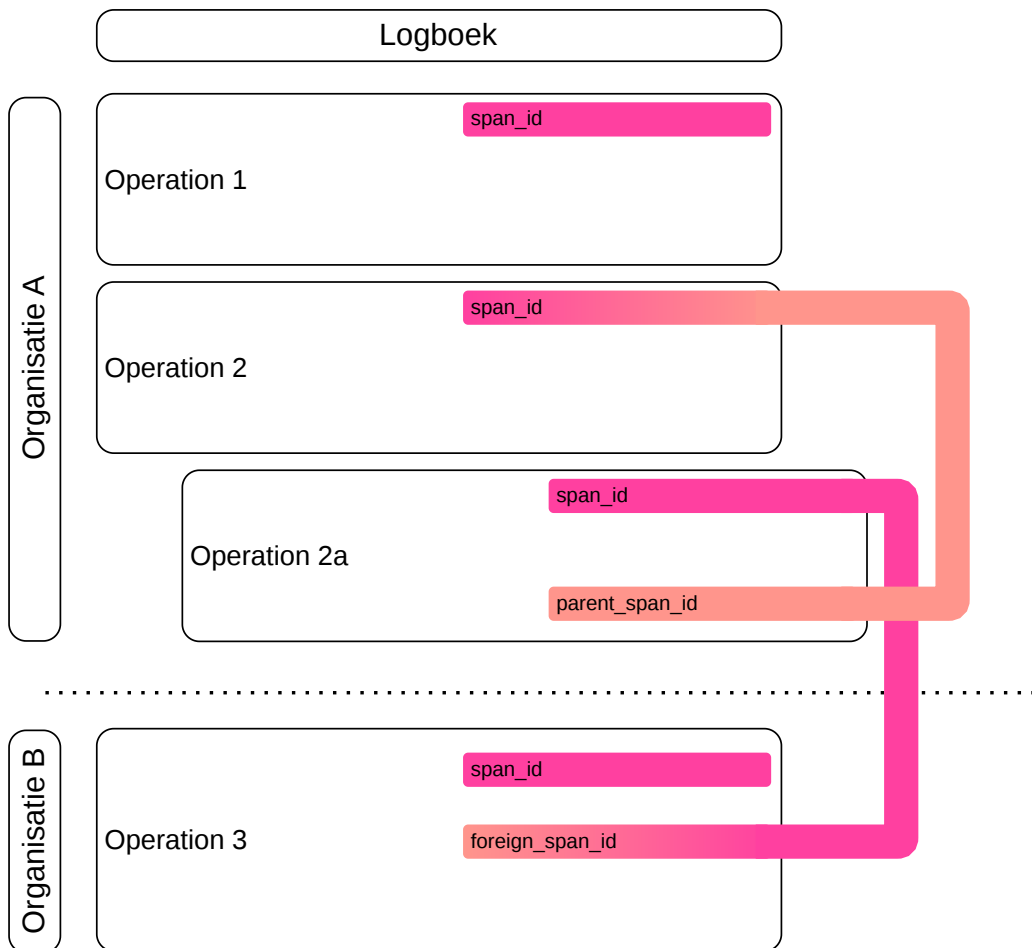 Logboek
Organisatie A
span_id
Operation 1
span_id
Operation 2
span_id
Operation 2a
parent_span_id
Organisatie B
span_id
Operation 3
foreign_span_id